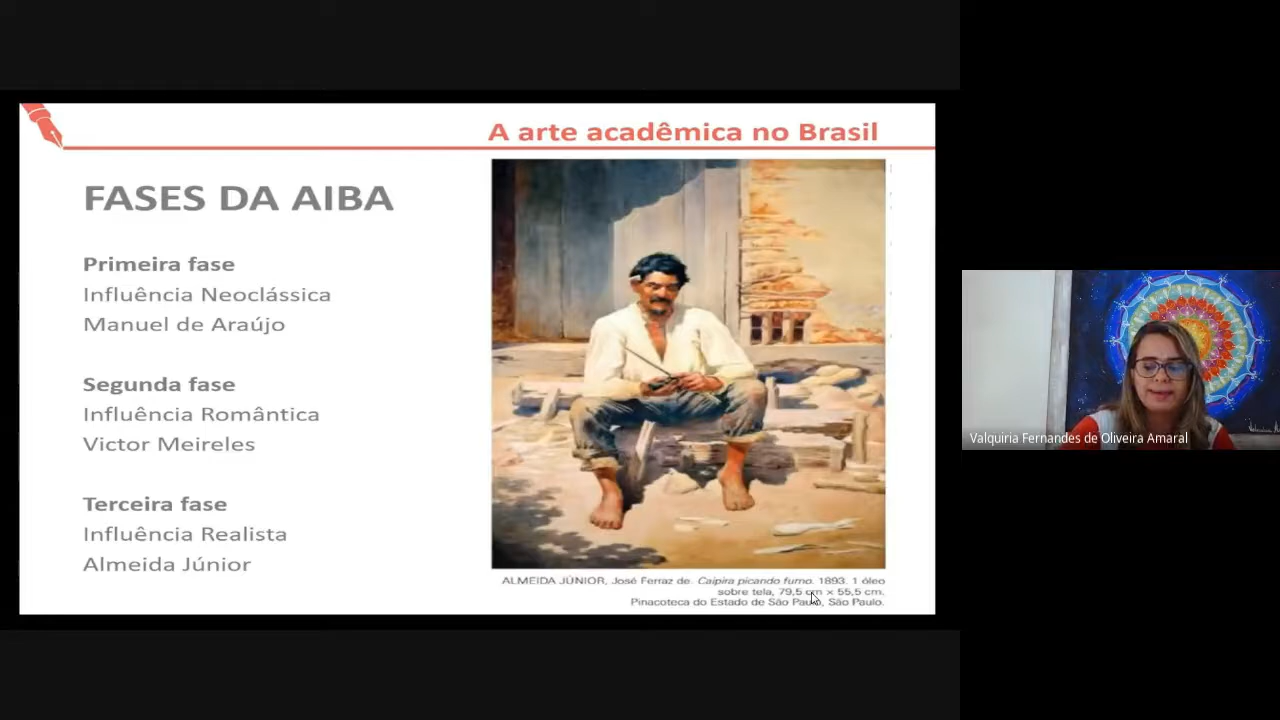 A arte acadêmica no Brasil
FASES DA AIBA
Primeira fase
Influência Neoclássica
Manuel de Araújo
Segunda fase
Influência Romântica
Victor Meireles
Terceira fase
Influência Realista
Almeida Júnior
ALMEIDA JÚNIOR, José Ferraz de. Caipira picando fumo. 1893. 1 óleo
sobre tela, 79,5 cm × 55,5 cm.
Pinacoteca do Estado de São Paulo, São Paulo.
Valquiria Fernandes de Oliveira Amaral